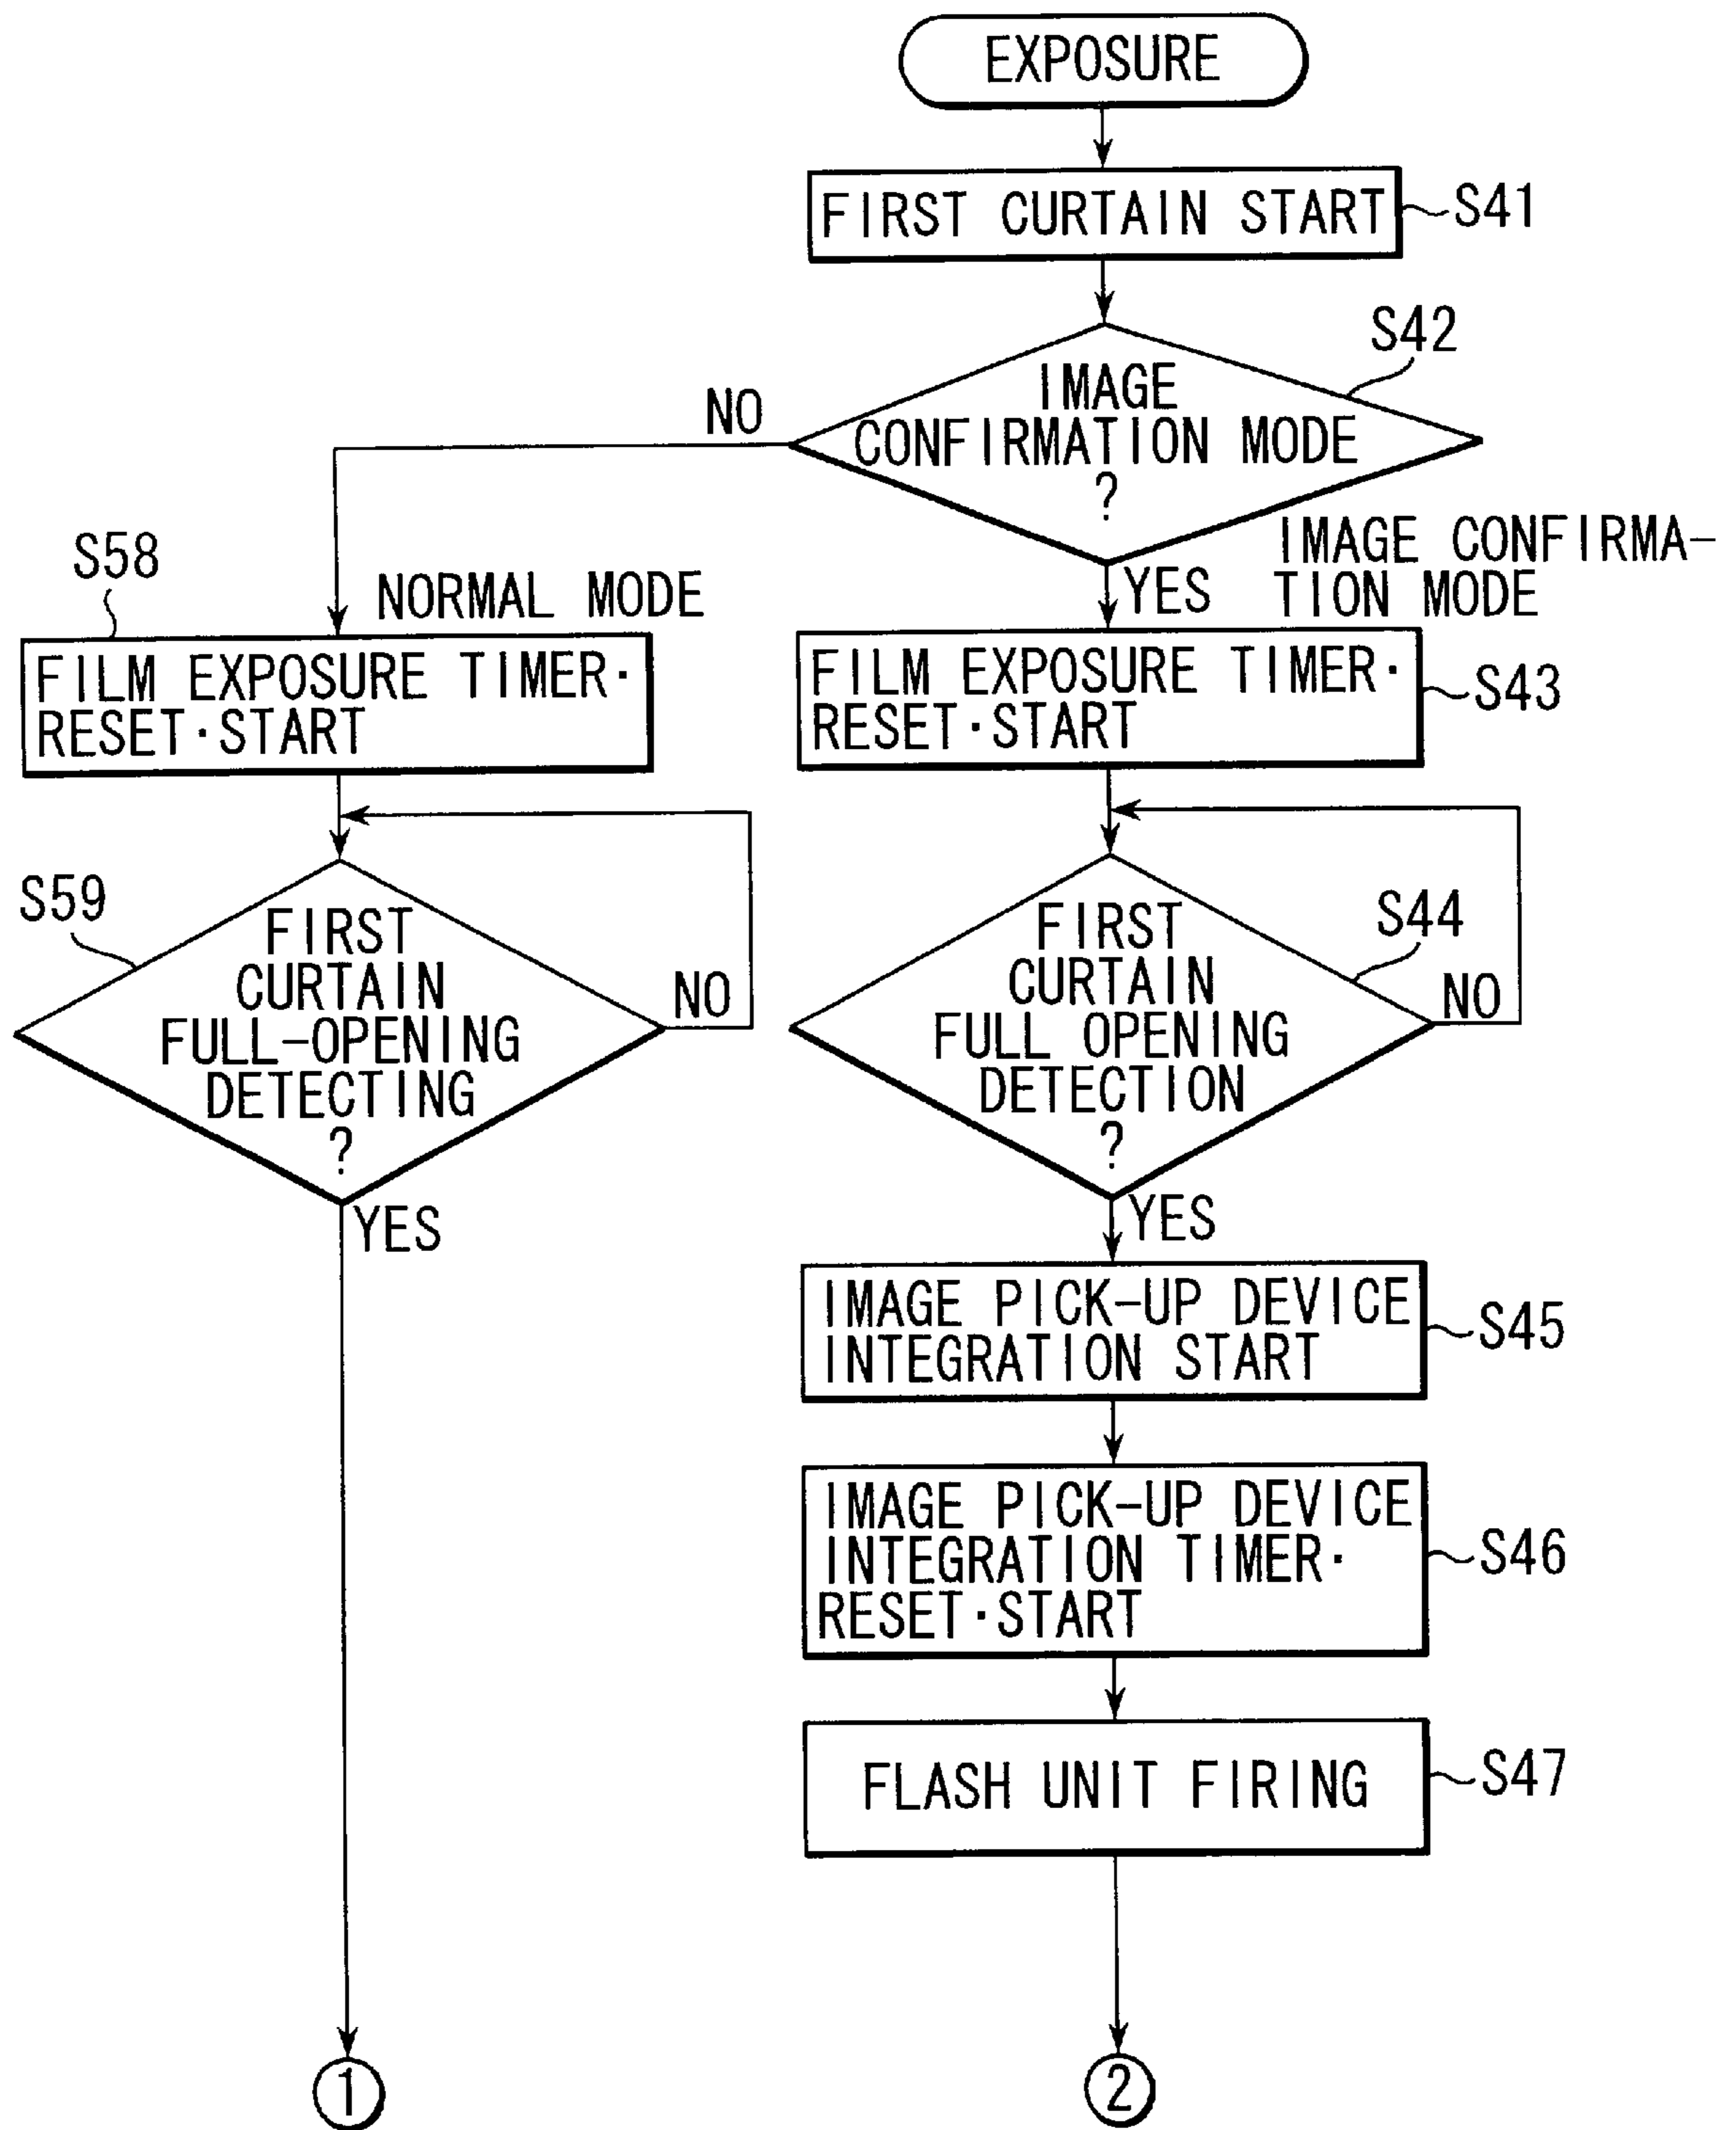 EXPOSURE
FIRST CURTAIN START
S41
S42
IMAGE
CONFIRMATION MODE
?
NO
YES
IMAGE CONFIRMA-
TION MODE
S58
NORMAL MODE
FILM EXPOSURE TIMER·
RESET·START
FILM EXPOSURE TIMER·
RESET·START
S43
S59
FIRST
CURTAIN
FULL-OPENING
DETECTING
?
NO
YES
S44
FIRST
CURTAIN
FULL OPENING
DETECTION
?
NO
YES
IMAGE PICK-UP DEVICE
INTEGRATION START
S45
IMAGE PICK-UP DEVICE
INTEGRATION TIMER·
RESET·START
S46
FLASH UNIT FIRING
S47
1
2